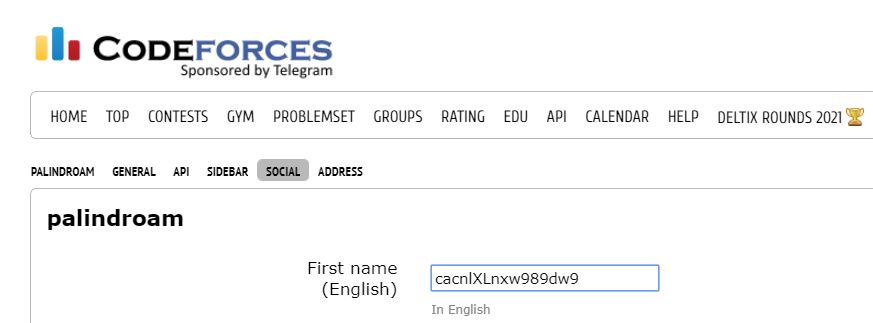 CODEFORCES
Sponsored by Telegram
HOME TOP CONTESTS GYM PROBLEMSET GROUPS RATING EDU API CALENDAR HELP DELTIX ROUNDS 2021
PALINDROAM GENERAL API SIDEBAR SOCIAL ADDRESS
palindroam
First name
(English)
cacnlXLnxw989dw9
In English